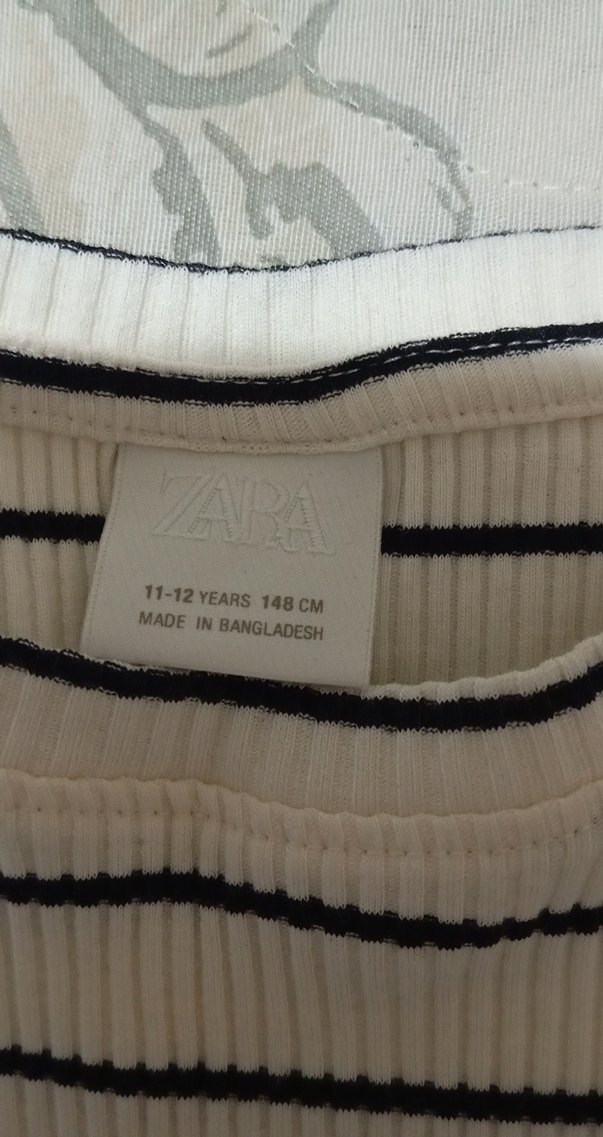 ZARA
11-12 YEARS 148 CM
MADE IN BANGLADESH